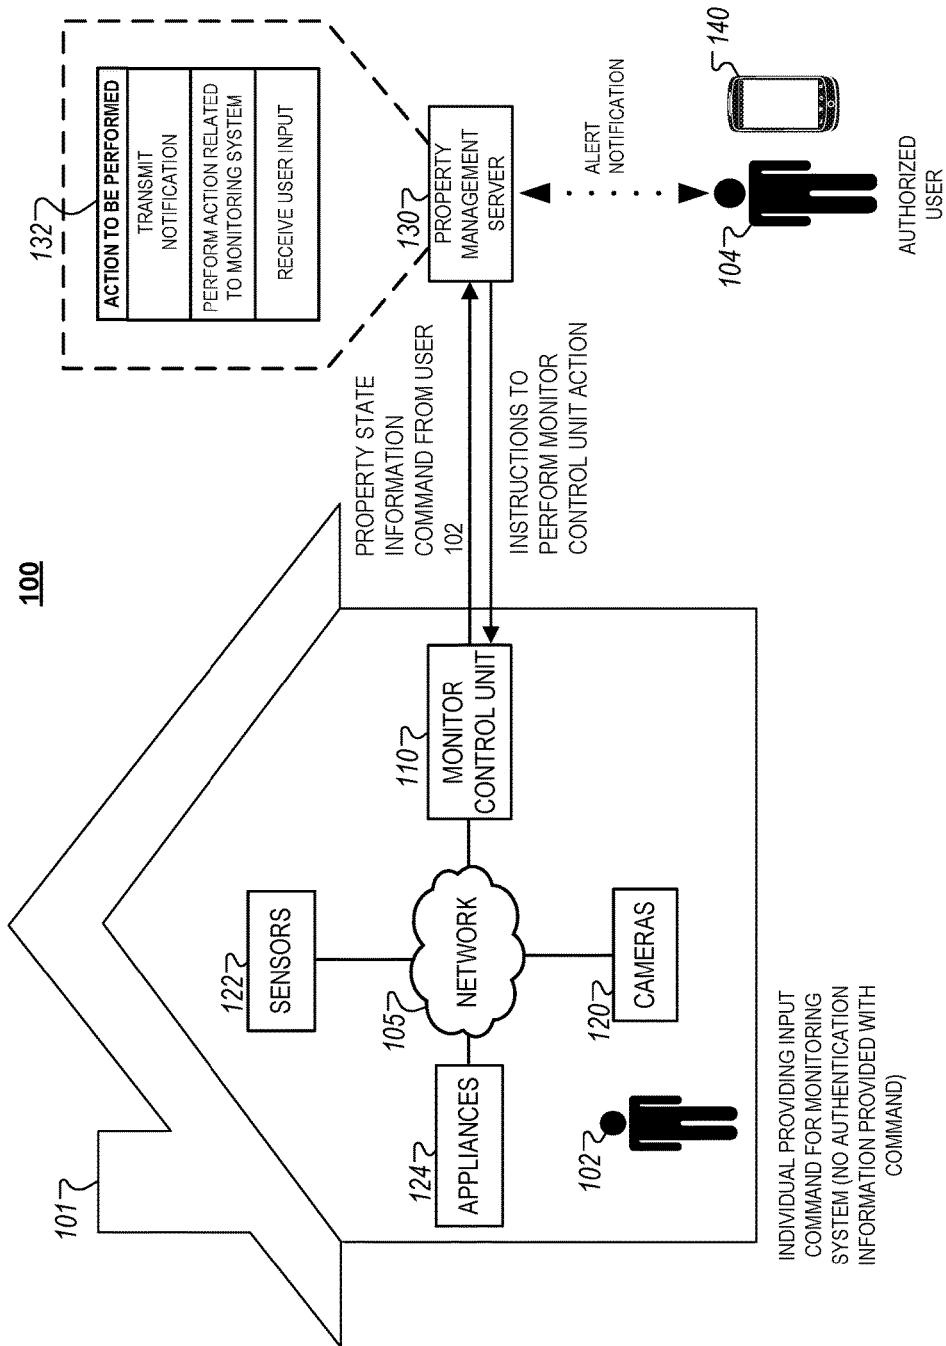 100
101
122
SENSORS
124
APPLIANCES
105
NETWORK
120
CAMERAS
102
110
MONITOR
CONTROL UNIT
INDIVIDUAL PROVIDING INPUT
COMMAND FOR MONITORING
SYSTEM (NO AUTHENTICATION
INFORMATION PROVIDED WITH
COMMAND)
PROPERTY STATE
INFORMATION
COMMAND FROM USER
102
INSTRUCTIONS TO
PERFORM MONITOR
CONTROL UNIT ACTION
132
ACTION TO BE PERFORMED
TRANSMIT
NOTIFICATION
PERFORM ACTION RELATED
TO MONITORING SYSTEM
RECEIVE USER INPUT
130
PROPERTY
MANAGEMENT
SERVER
ALERT
NOTIFICATION
104
140
AUTHORIZED
USER